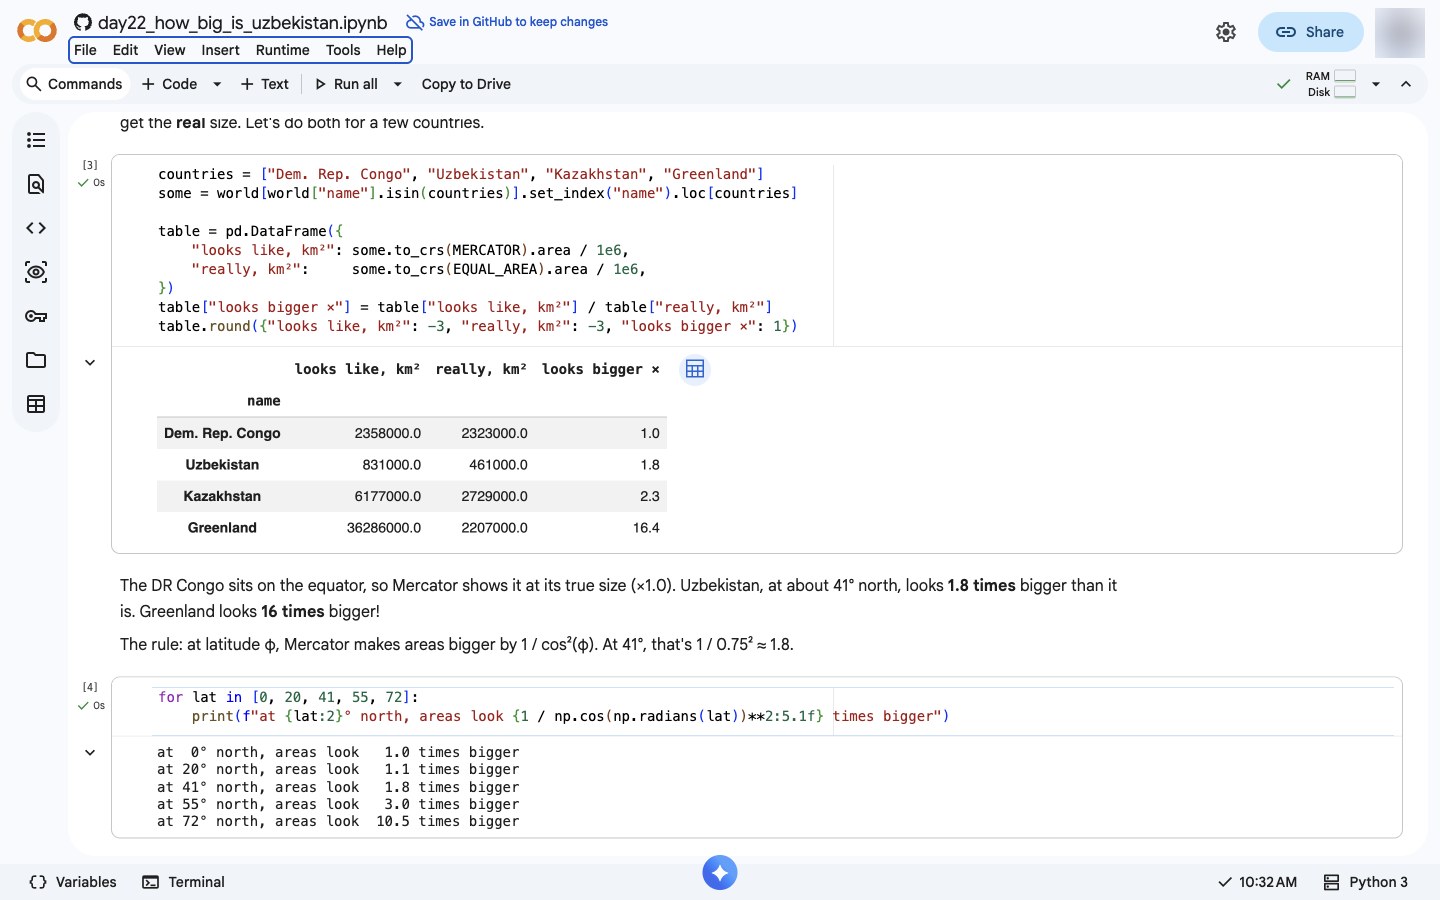 day22_how_big_is_uzbekistan.ipynb
Save in GitHub to keep changes
File Edit View Insert Runtime Tools Help
Share
Commands + Code + Text Run all Copy to Drive
RAM
Disk
get the real size. Let's do both for a few countries.
[3]
0s
countries = ["Dem. Rep. Congo", "Uzbekistan", "Kazakhstan", "Greenland"]
some = world[world["name"].isin(countries)].set_index("name").loc[countries]
table = pd.DataFrame({
    "looks like, km²": some.to_crs(MERCATOR).area / 1e6,
    "really, km²":     some.to_crs(EQUAL_AREA).area / 1e6,
})
table["looks bigger ×"] = table["looks like, km²"] / table["really, km²"]
table.round({"looks like, km²": -3, "really, km²": -3, "looks bigger ×": 1})
looks like, km² really, km² looks bigger ×
name
Dem. Rep. Congo 2358000.0 2323000.0 1.0
Uzbekistan 831000.0 461000.0 1.8
Kazakhstan 6177000.0 2729000.0 2.3
Greenland 36286000.0 2207000.0 16.4
The DR Congo sits on the equator, so Mercator shows it at its true size (×1.0). Uzbekistan, at about 41° north, looks 1.8 times bigger than it
is. Greenland looks 16 times bigger!
The rule: at latitude φ, Mercator makes areas bigger by 1 / cos²(φ). At 41°, that's 1 / 0.75² ≈ 1.8.
[4]
0s
for lat in [0, 20, 41, 55, 72]:
    print(f"at {lat:2}° north, areas look {1 / np.cos(np.radians(lat))**2:5.1f} times bigger")
at  0° north, areas look   1.0 times bigger
at 20° north, areas look   1.1 times bigger
at 41° north, areas look   1.8 times bigger
at 55° north, areas look   3.0 times bigger
at 72° north, areas look  10.5 times bigger
Variables Terminal 10:32 AM Python 3